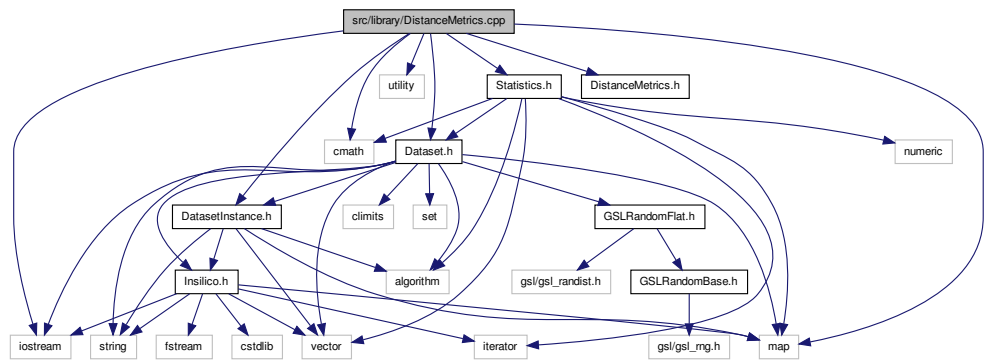 src/library/DistanceMetrics.cpp
utility
Statistics.h
DistanceMetrics.h
cmath
Dataset.h
numeric
DatasetInstance.h
climits
set
GSLRandomFlat.h
Insilico.h
algorithm
gsl/gsl_randist.h
GSLRandomBase.h
iostream
string
fstream
cstdlib
vector
iterator
gsl/gsl_rng.h
map